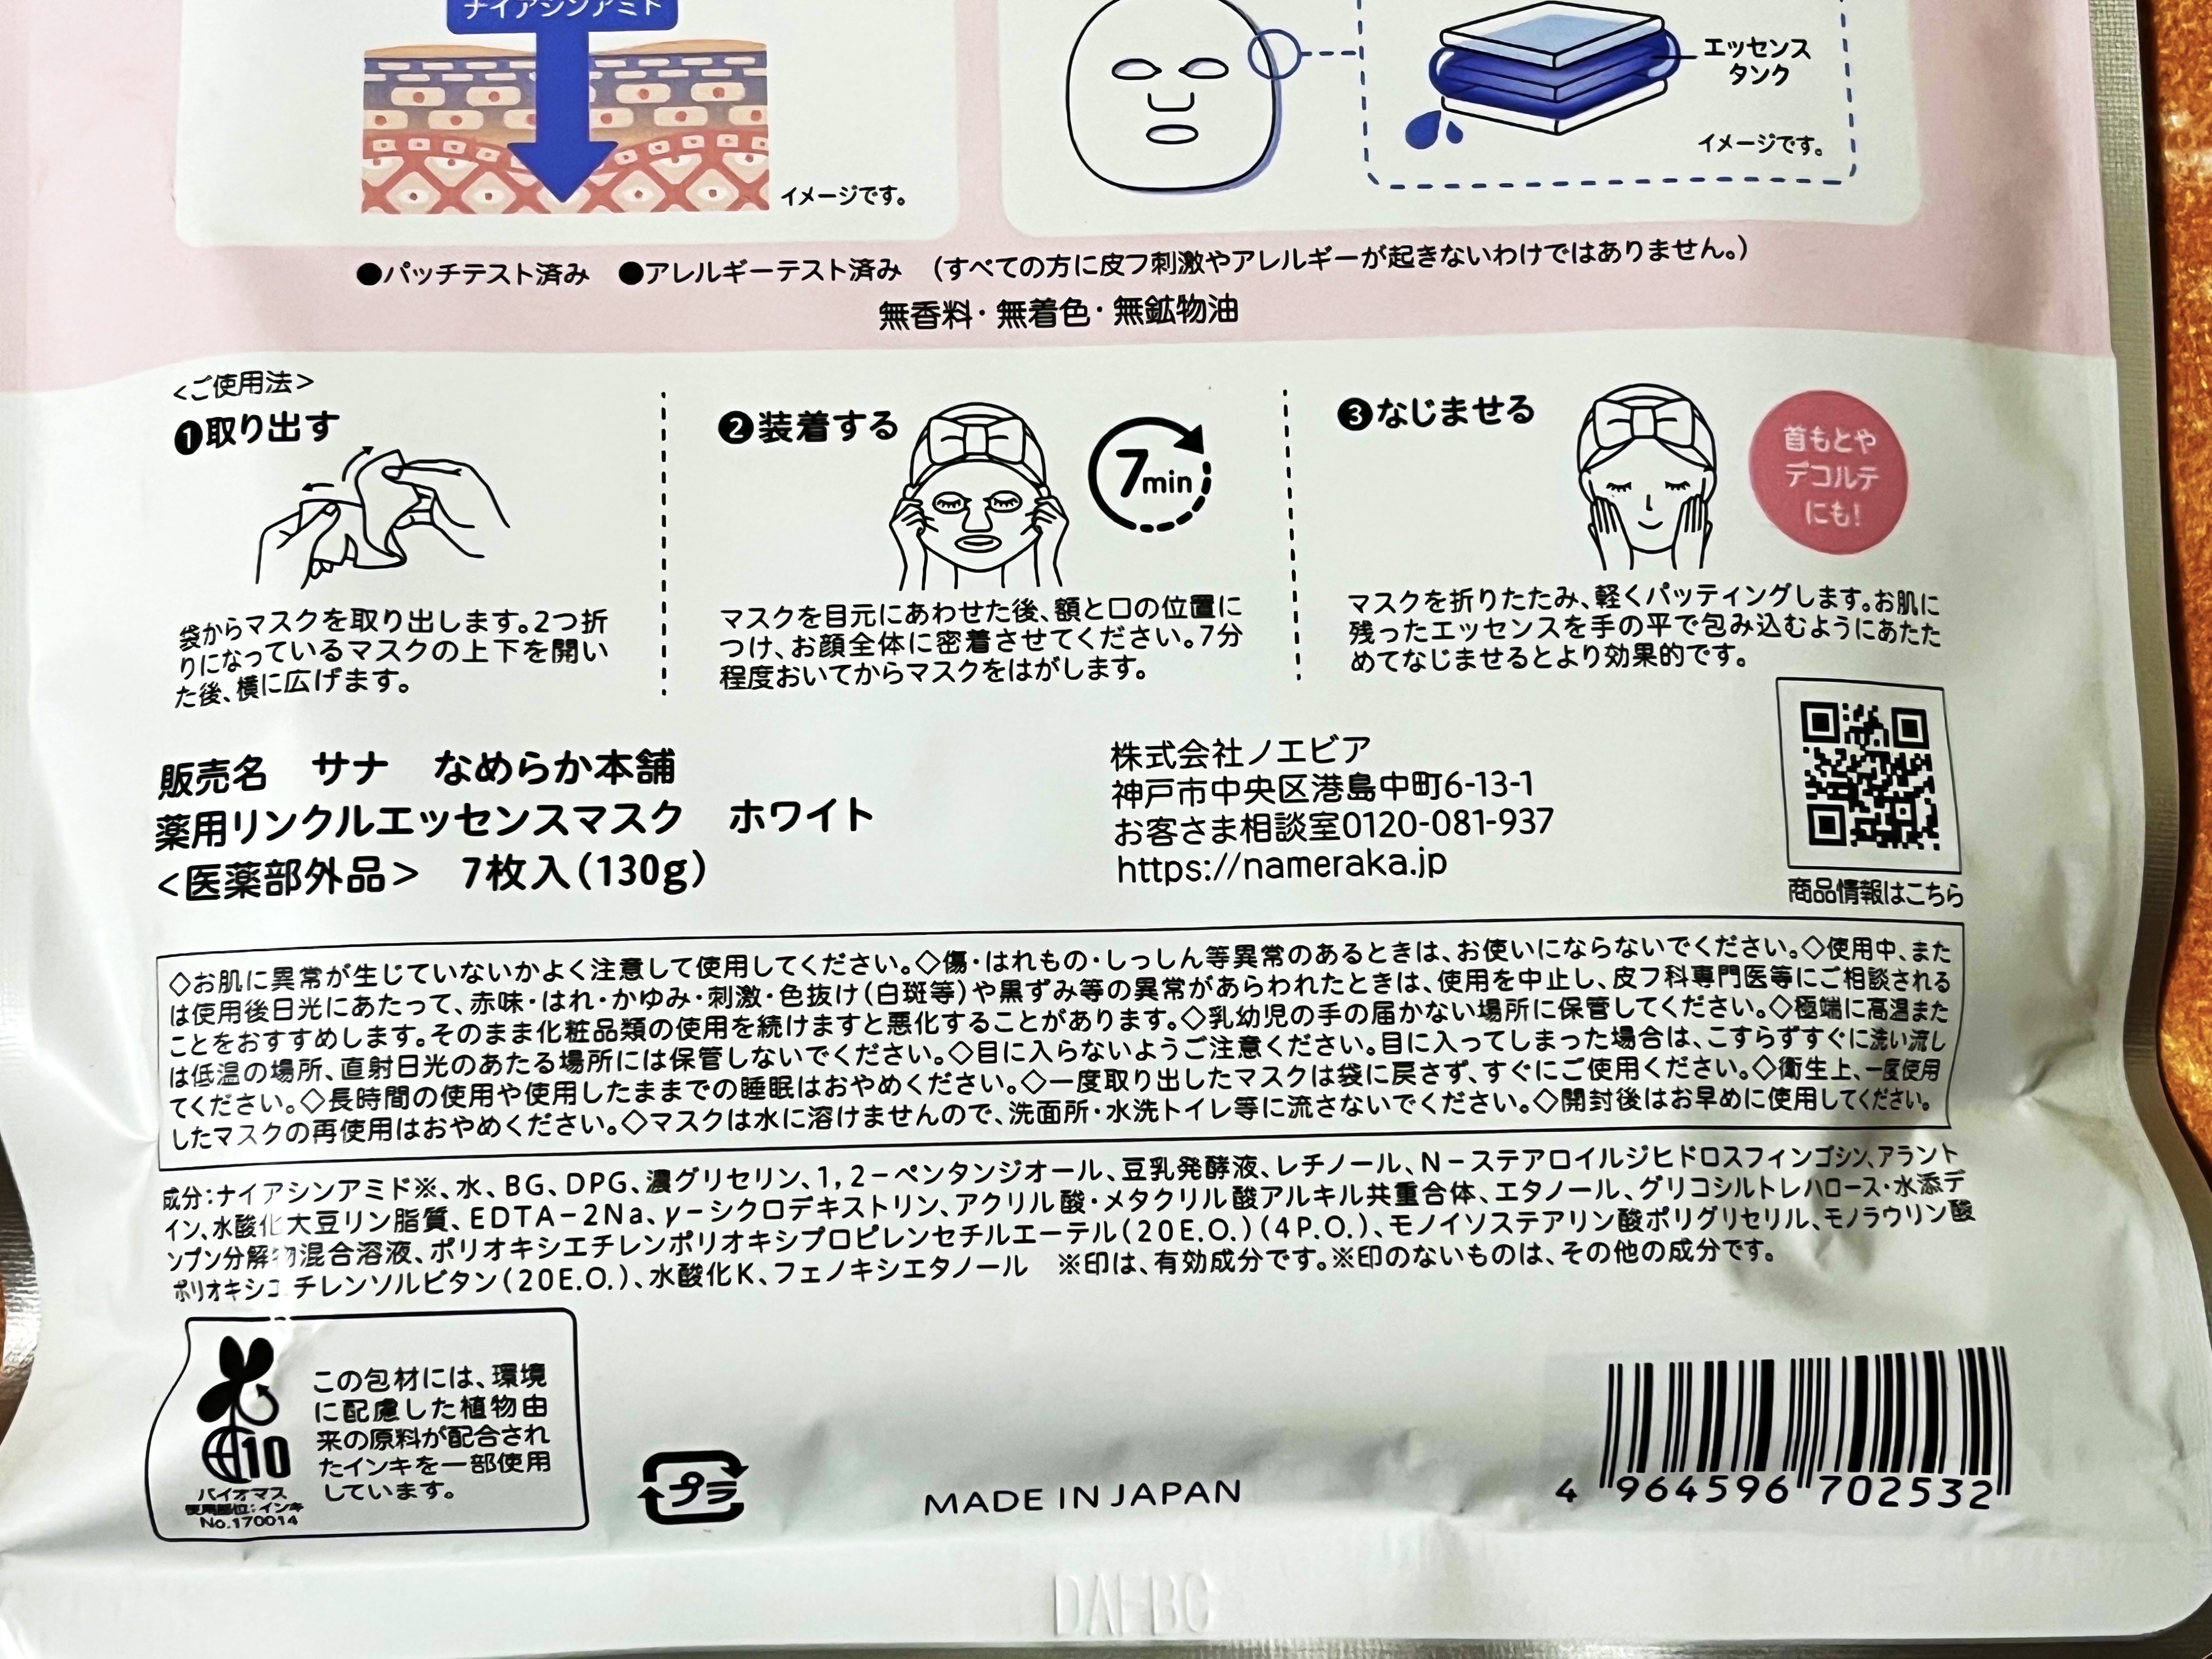 ナイアシンアミド
イメージです。
エッセンス
タンク
イメージです。
●パッチテスト済み ●アレルギーテスト済み (すべての方に皮フ刺激やアレルギーが起きないわけではありません。)
無香料・無着色・無鉱物油
<ご使用法>
❶取り出す
袋からマスクを取り出します。2つ折
りになっているマスクの上下を開い
た後、横に広げます。
❷装着する
7min
マスクを目元にあわせた後、額と口の位置に
つけ、お顔全体に密着させてください。7分
程度おいてからマスクをはがします。
❸なじませる
首もとや
デコルテ
にも!
マスクを折りたたみ、軽くパッティングします。お肌に
残ったエッセンスを手の平で包み込むようにあたた
めてなじませるとより効果的です。
販売名 サナ なめらか本舗
薬用リンクルエッセンスマスク ホワイト
<医薬部外品> 7枚入(130g)
株式会社ノエビア
神戸市中央区港島中町6-13-1
お客さま相談室0120-081-937
https://nameraka.jp
商品情報はこちら
◇お肌に異常が生じていないかよく注意して使用してください。◇傷・はれもの・しっしん等異常のあるときは、お使いにならないでください。◇使用中、また
は使用後日光にあたって、赤味・はれ・かゆみ・刺激・色抜け(白斑等)や黒ずみ等の異常があらわれたときは、使用を中止し、皮フ科専門医等にご相談される
ことをおすすめします。そのまま化粧品類の使用を続けますと悪化することがあります。◇乳幼児の手の届かない場所に保管してください。◇極端に高温また
は低温の場所、直射日光のあたる場所には保管しないでください。◇目に入らないようご注意ください。目に入ってしまった場合は、こすらずすぐに洗い流し
てください。◇長時間の使用や使用したままでの睡眠はおやめください。◇一度取り出したマスクは袋に戻さず、すぐにご使用ください。◇衛生上、一度使用
したマスクの再使用はおやめください。◇マスクは水に溶けませんので、洗面所・水洗トイレ等に流さないでください。◇開封後はお早めに使用してください。
成分:ナイアシンアミド※、水、BG、DPG、濃グリセリン、1,2-ペンタンジオール、豆乳発酵液、レチノール、N-ステアロイルジヒドロスフィンゴシン、アラント
イン、水酸化大豆リン脂質、EDTA-2Na、γ-シクロデキストリン、アクリル酸・メタクリル酸アルキル共重合体、エタノール、グリコシルトレハロース・水添デ
ンプン分解物混合溶液、ポリオキシエチレンポリオキシプロピレンセチルエーテル(20E.O.)(4P.O.)、モノイソステアリン酸ポリグリセリル、モノラウリン酸
ポリオキシエチレンソルビタン(20E.O.)、水酸化K、フェノキシエタノール ※印は、有効成分です。※印のないものは、その他の成分です。
10
バイオマス
使用部位:インキ
No.170014
この包材には、環境
に配慮した植物由
来の原料が配合され
たインキを一部使用
しています。
プラ
MADE IN JAPAN
4 964596 702532